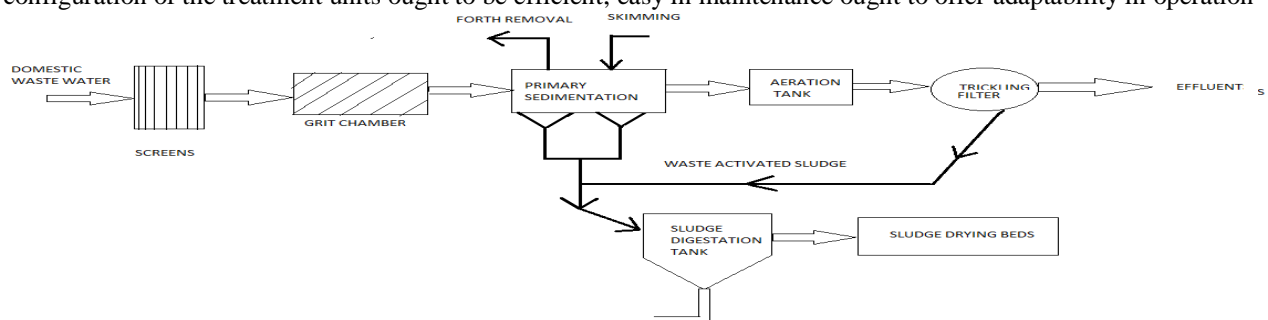 configuration of the treatment units ought to be efficient, easy in maintenance ought to offer adaptability in operation
FORTH REMOVAL
SKIMMING
DOMESTIC
WASTE WATER
PRIMARY
SEDIMENTATION
AERATION
TANK
TRICKLING
FILTER
EFFLUENT
S
GRIT CHAMBER
SCREENS
WASTE ACTIVATED SLUDGE
SLUDGE
DIGESTATION
TANK
SLUDGE DRYING BEDS